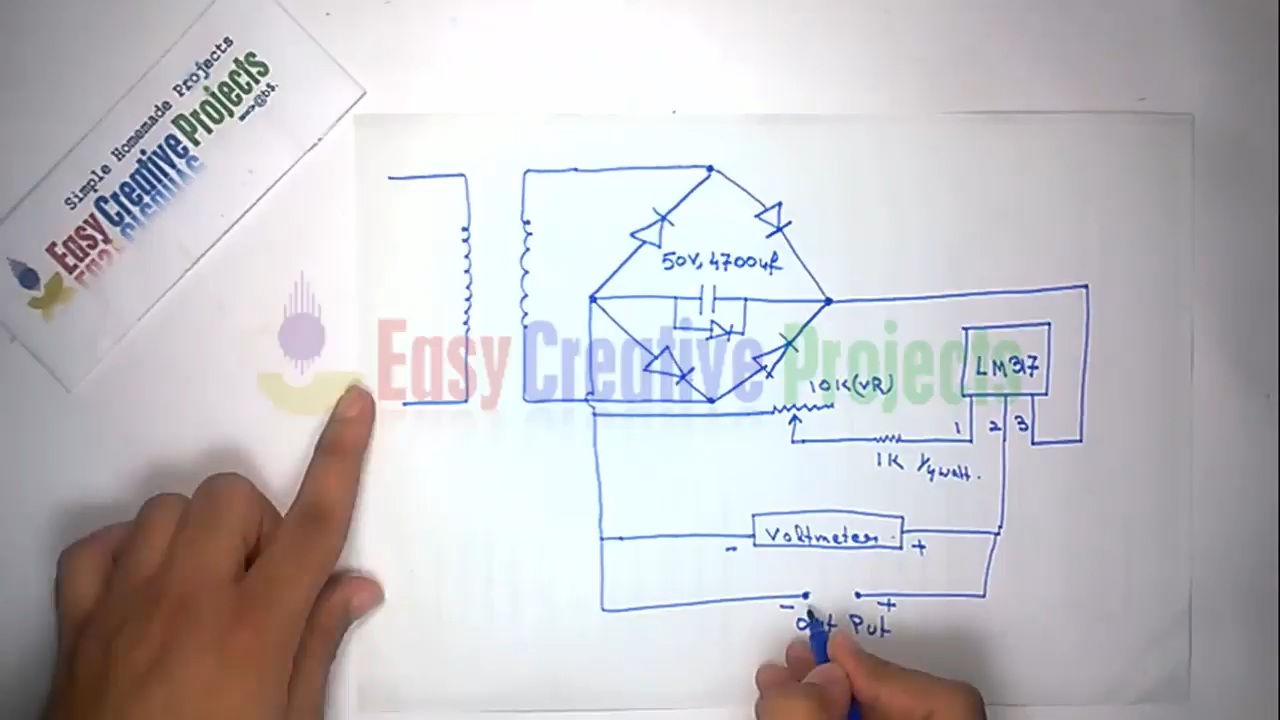 Simple Homemade Projects
Easy Creative Projects
50V, 4700uf
Easy Creative Projects
LM317
10K(VR)
1 2 3
1K 1/4watt.
Voltmeter
- +
- +
Out Put